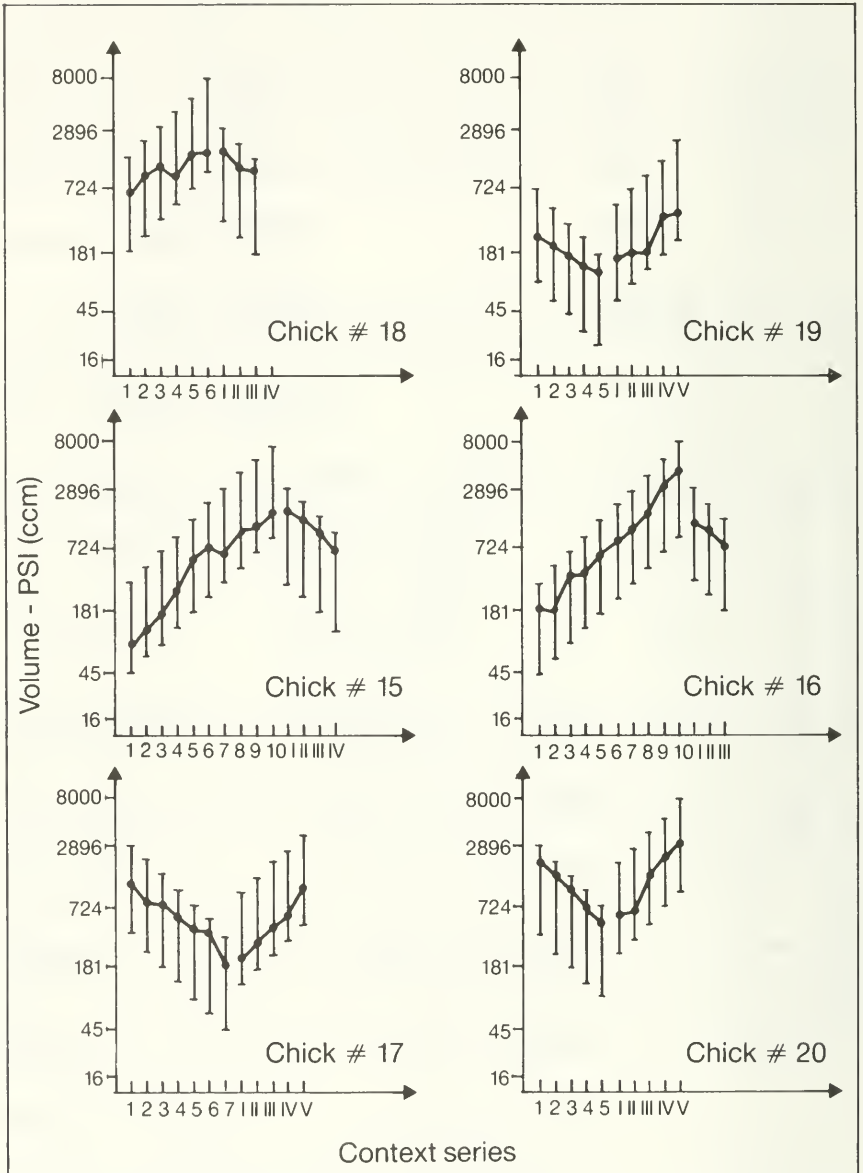 8000
2896
724
181
45
16
Chick # 18
1 2 3 4 5 6 I II III IV
8000
2896
724
181
45
16
Chick # 19
1 2 3 4 5 I II III IV V
Volume - PSI (ccm)
8000
2896
724
181
45
16
Chick # 15
1 2 3 4 5 6 7 8 9 10 I II III IV
8000
2896
724
181
45
16
Chick # 16
1 2 3 4 5 6 7 8 9 10 I II III
8000
2896
724
181
45
16
Chick # 17
1 2 3 4 5 6 7 I II III IV V
8000
2896
724
181
45
16
Chick # 20
1 2 3 4 5 I II III IV V
Context series